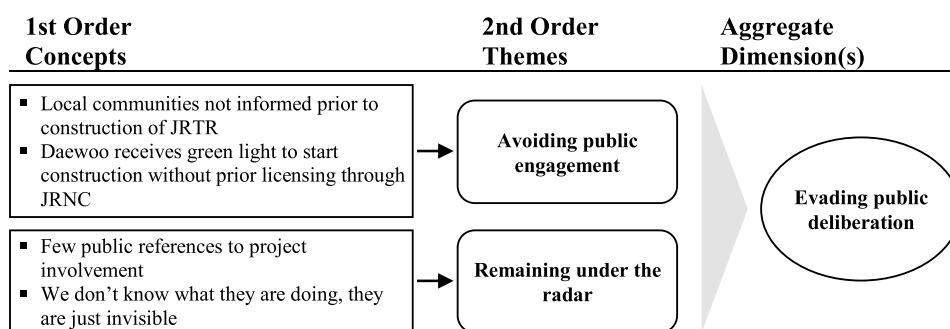 1st Order
Concepts
2nd Order
Themes
Aggregate
Dimension(s)
▪ Local communities not informed prior to
construction of JRTR
▪ Daewoo receives green light to start
construction without prior licensing through
JRNC
Avoiding public
engagement
▪ Few public references to project
involvement
▪ We don’t know what they are doing, they
are just invisible
Remaining under the
radar
Evading public
deliberation